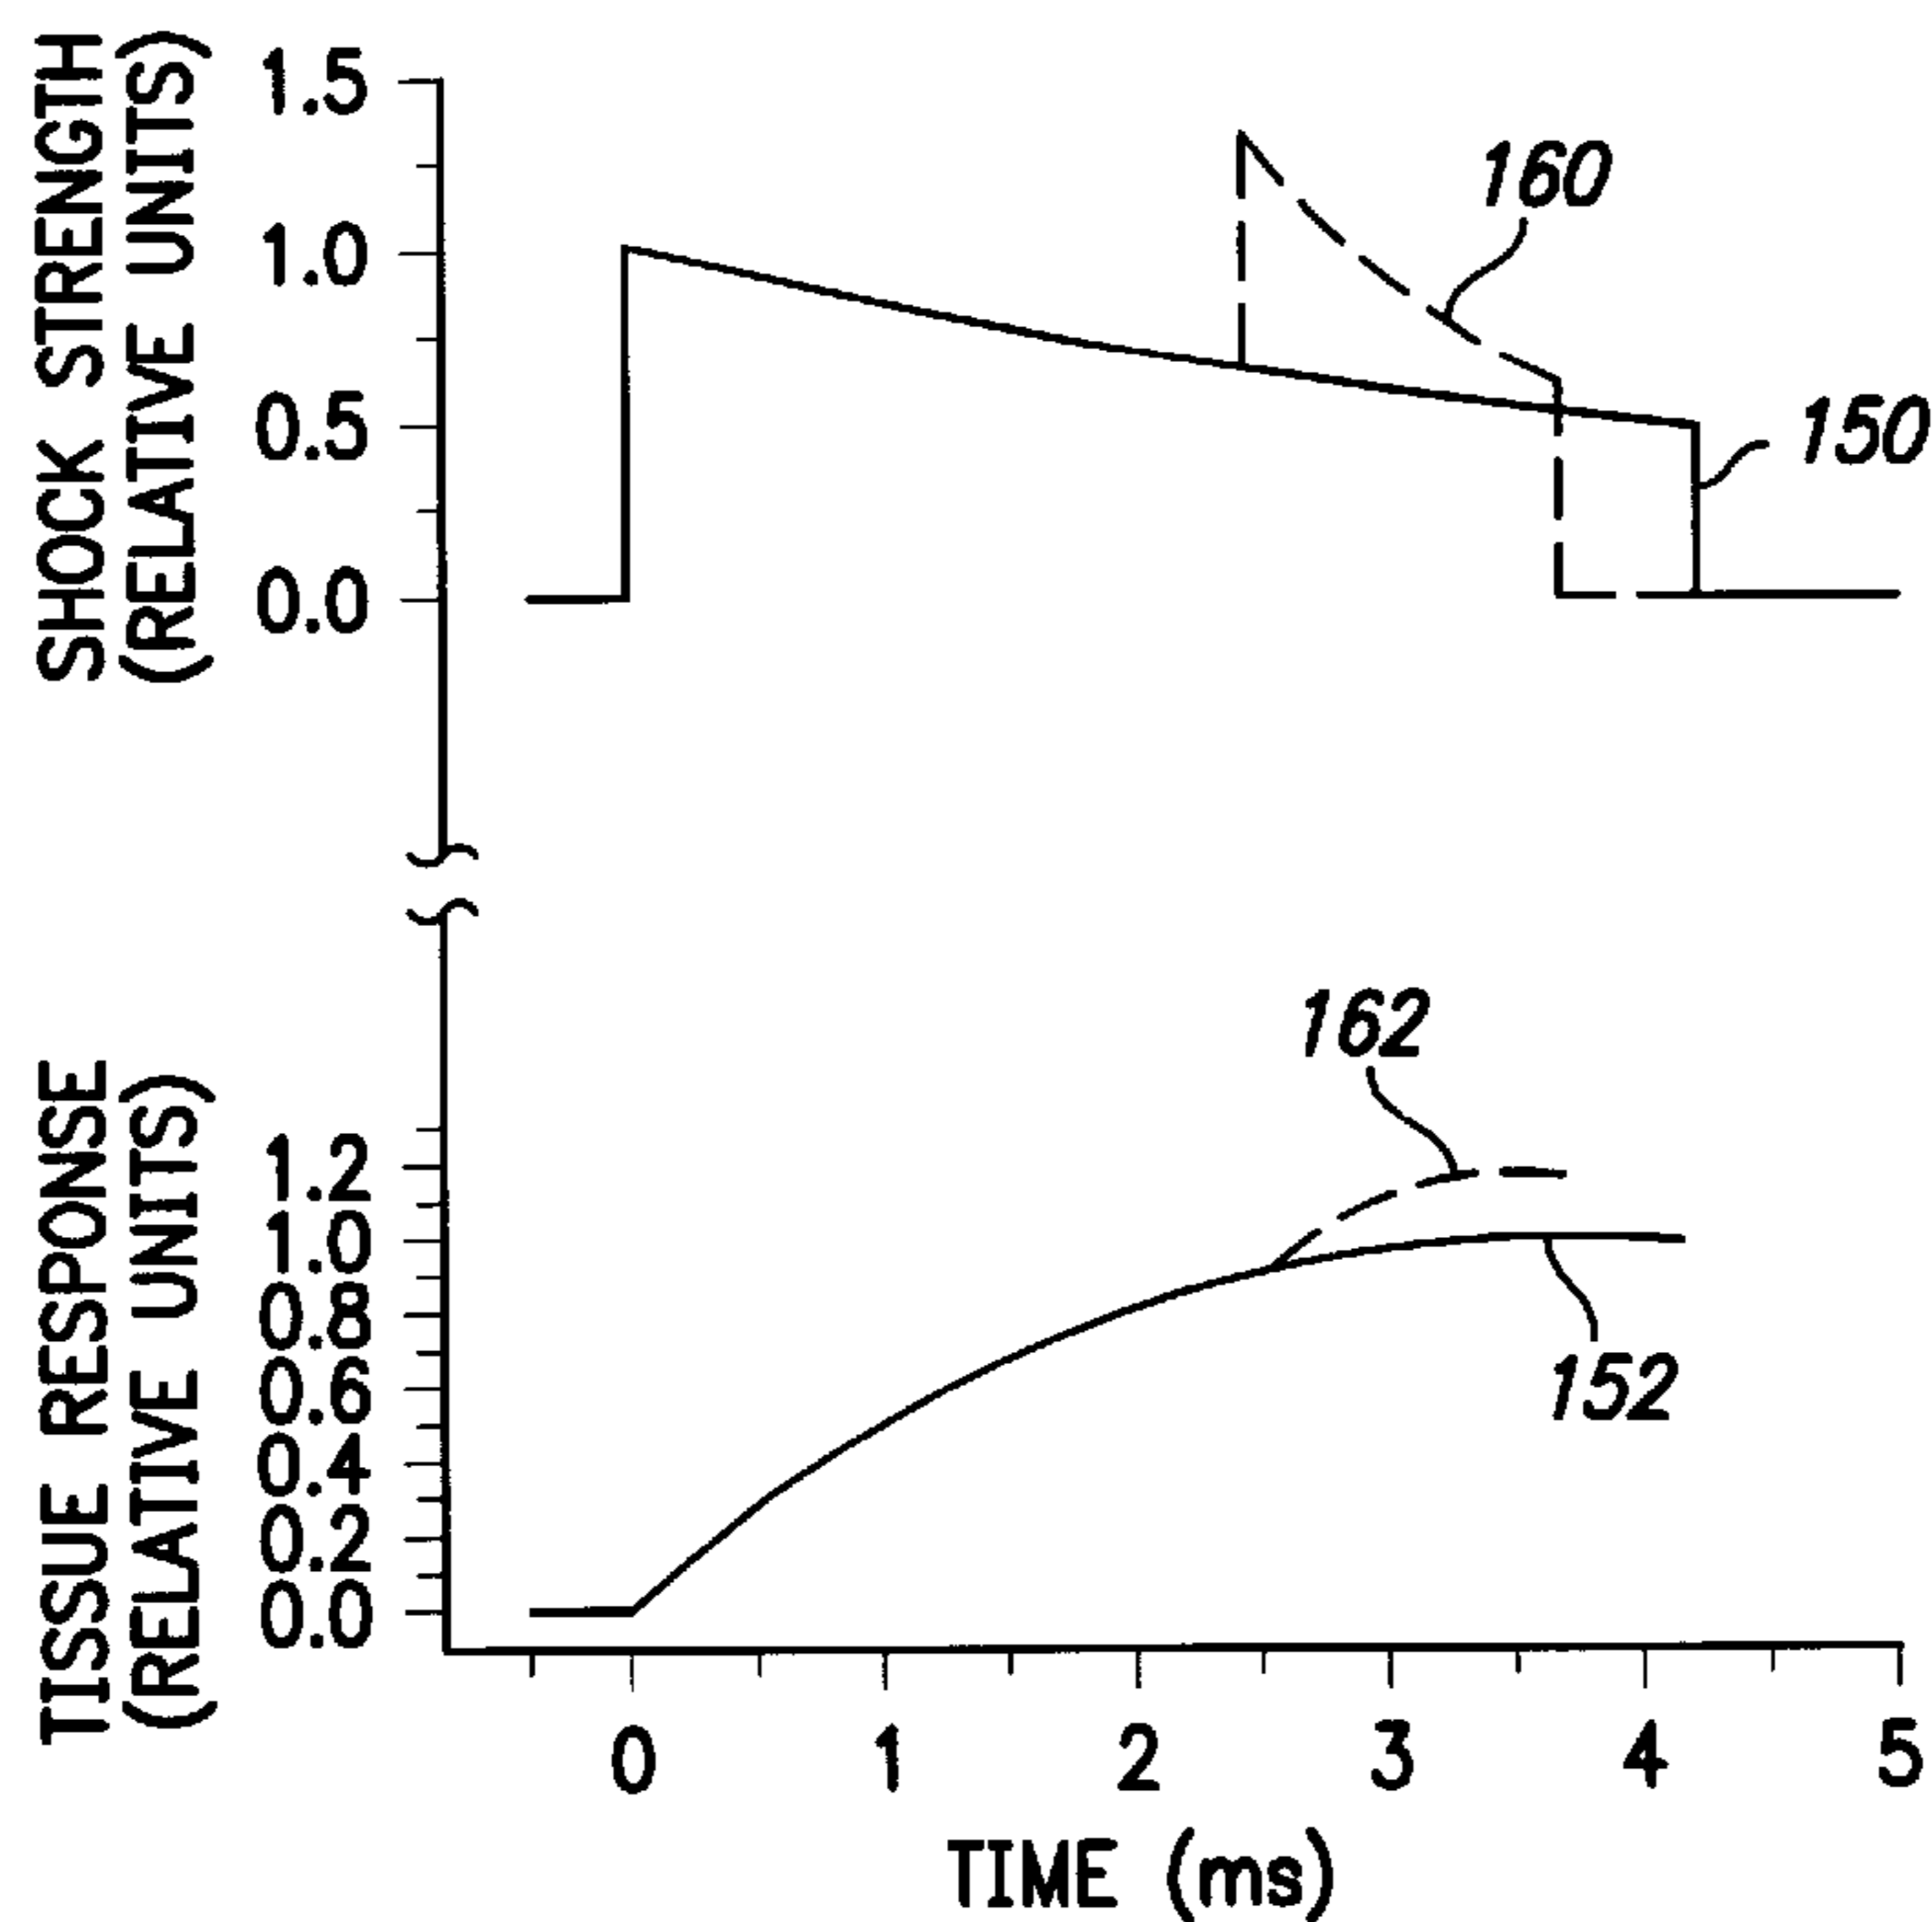 SHOCK STRENGTH
(RELATIVE UNITS)
1.5
1.0
0.5
0.0
160
150
TISSUE RESPONSE
(RELATIVE UNITS)
1.2
1.0
0.8
0.6
0.4
0.2
0.0
162
152
0 1 2 3 4 5
TIME (ms)